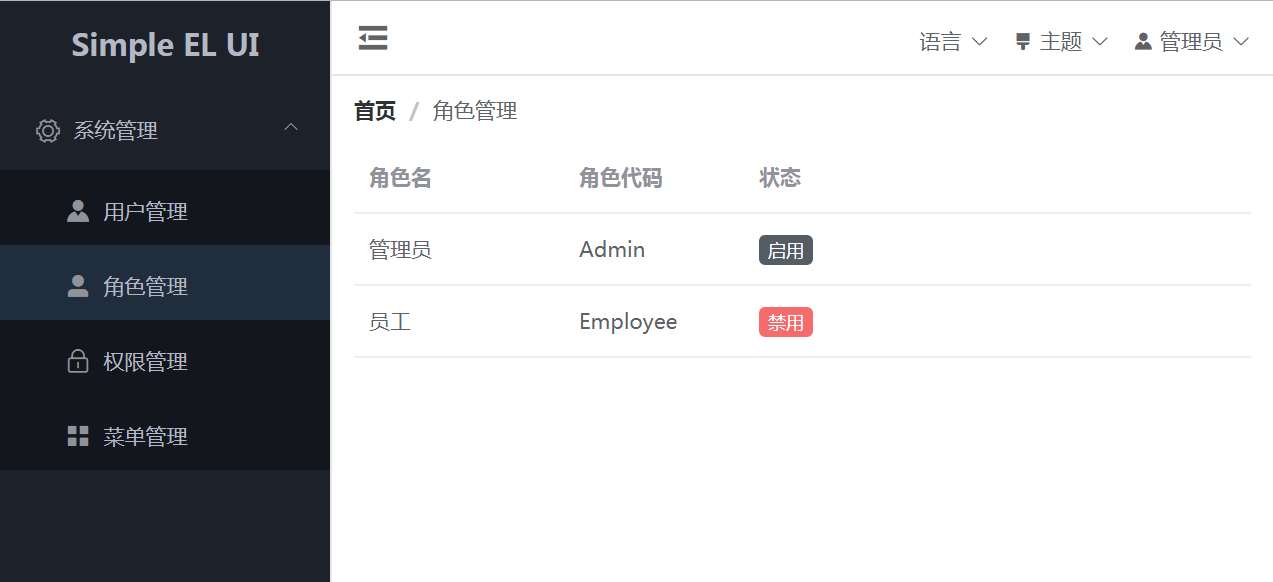 Simple EL UI
语言 主题 管理员
系统管理
用户管理
角色管理
权限管理
菜单管理
首页 / 角色管理
角色名 角色代码 状态
管理员 Admin 启用
员工 Employee 禁用